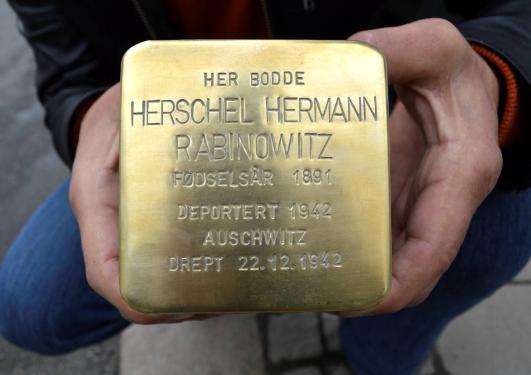 HER BODDE
HERSCHEL HERMANN
RABINOWITZ
FØDSELSÅR 1891
DEPORTERT 1942
AUSCHWITZ
DREPT 22.12.1942